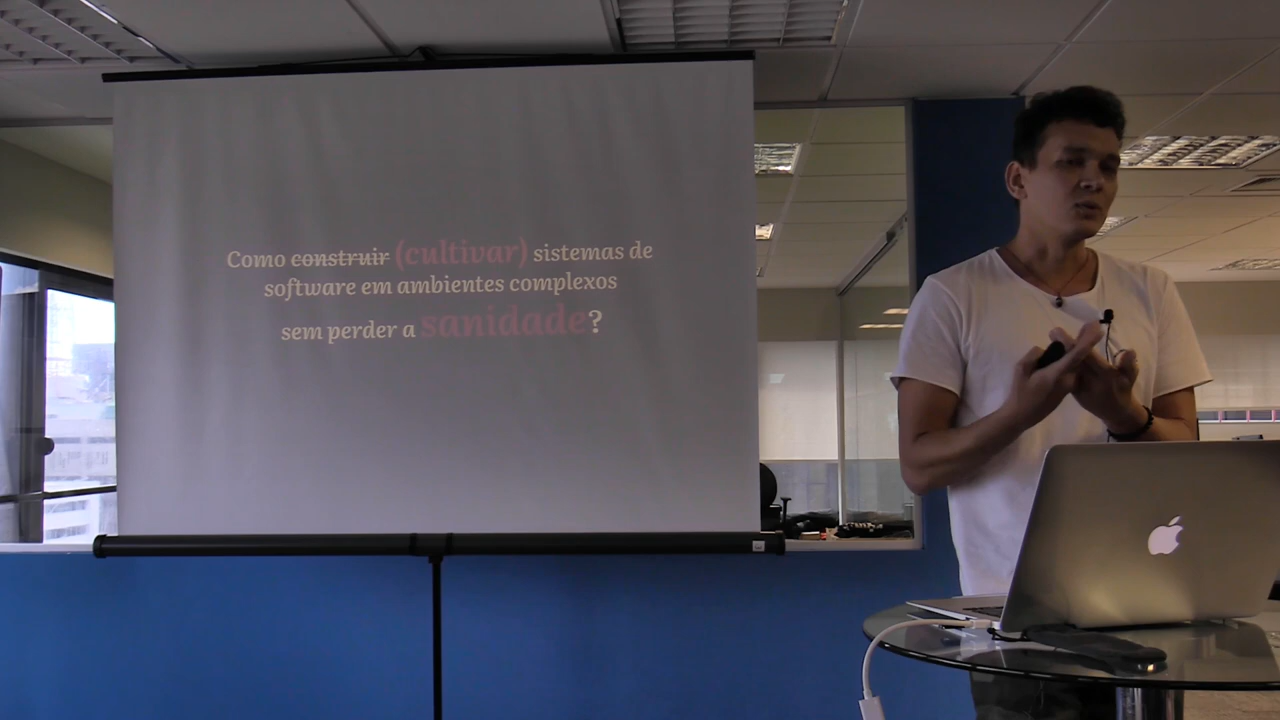 Como construir (cultivar) sistemas de
software em ambientes complexos
sem perder a sanidade?